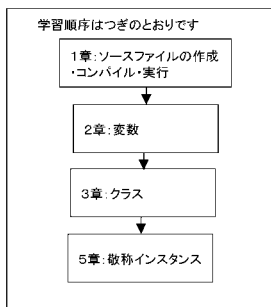 学習順序はつぎのとおりです
1章:ソースファイルの作成
・コンパイル・実行
2章:変数
3章:クラス
5章:敬称インスタンス